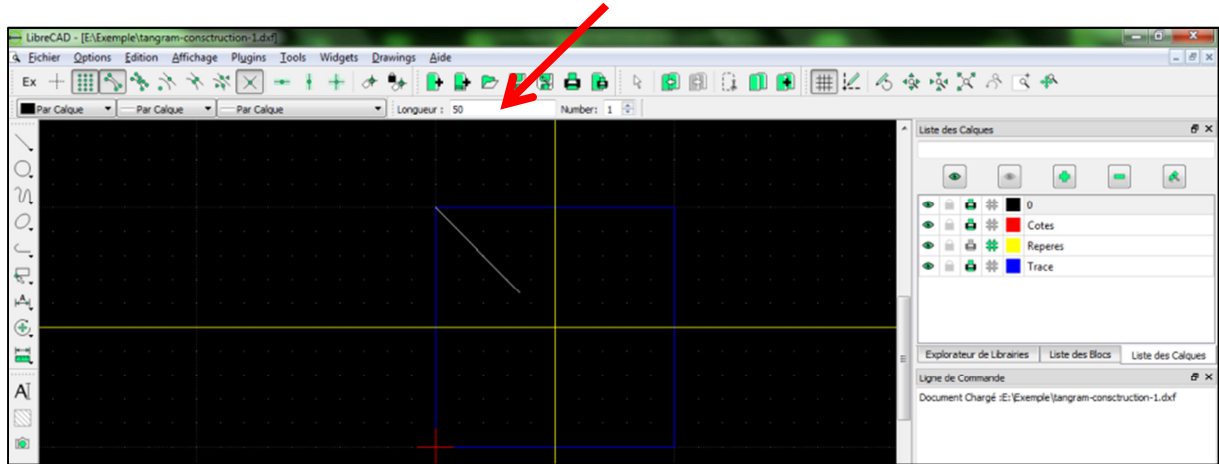 LibreCAD - [E:\Exemple\tangram-consctruction-1.dxf]
Fichier Options Edition Affichage Plugins Tools Widgets Drawings Aide
Ex
Par Calque Par Calque Par Calque Longueur : 50 Number: 1
Liste des Calques
0
Cotes
Reperes
Trace
Explorateur de Librairies Liste des Blocs Liste des Calques
Ligne de Commande
Document Chargé :E:\Exemple\tangram-consctruction-1.dxf
A
AI